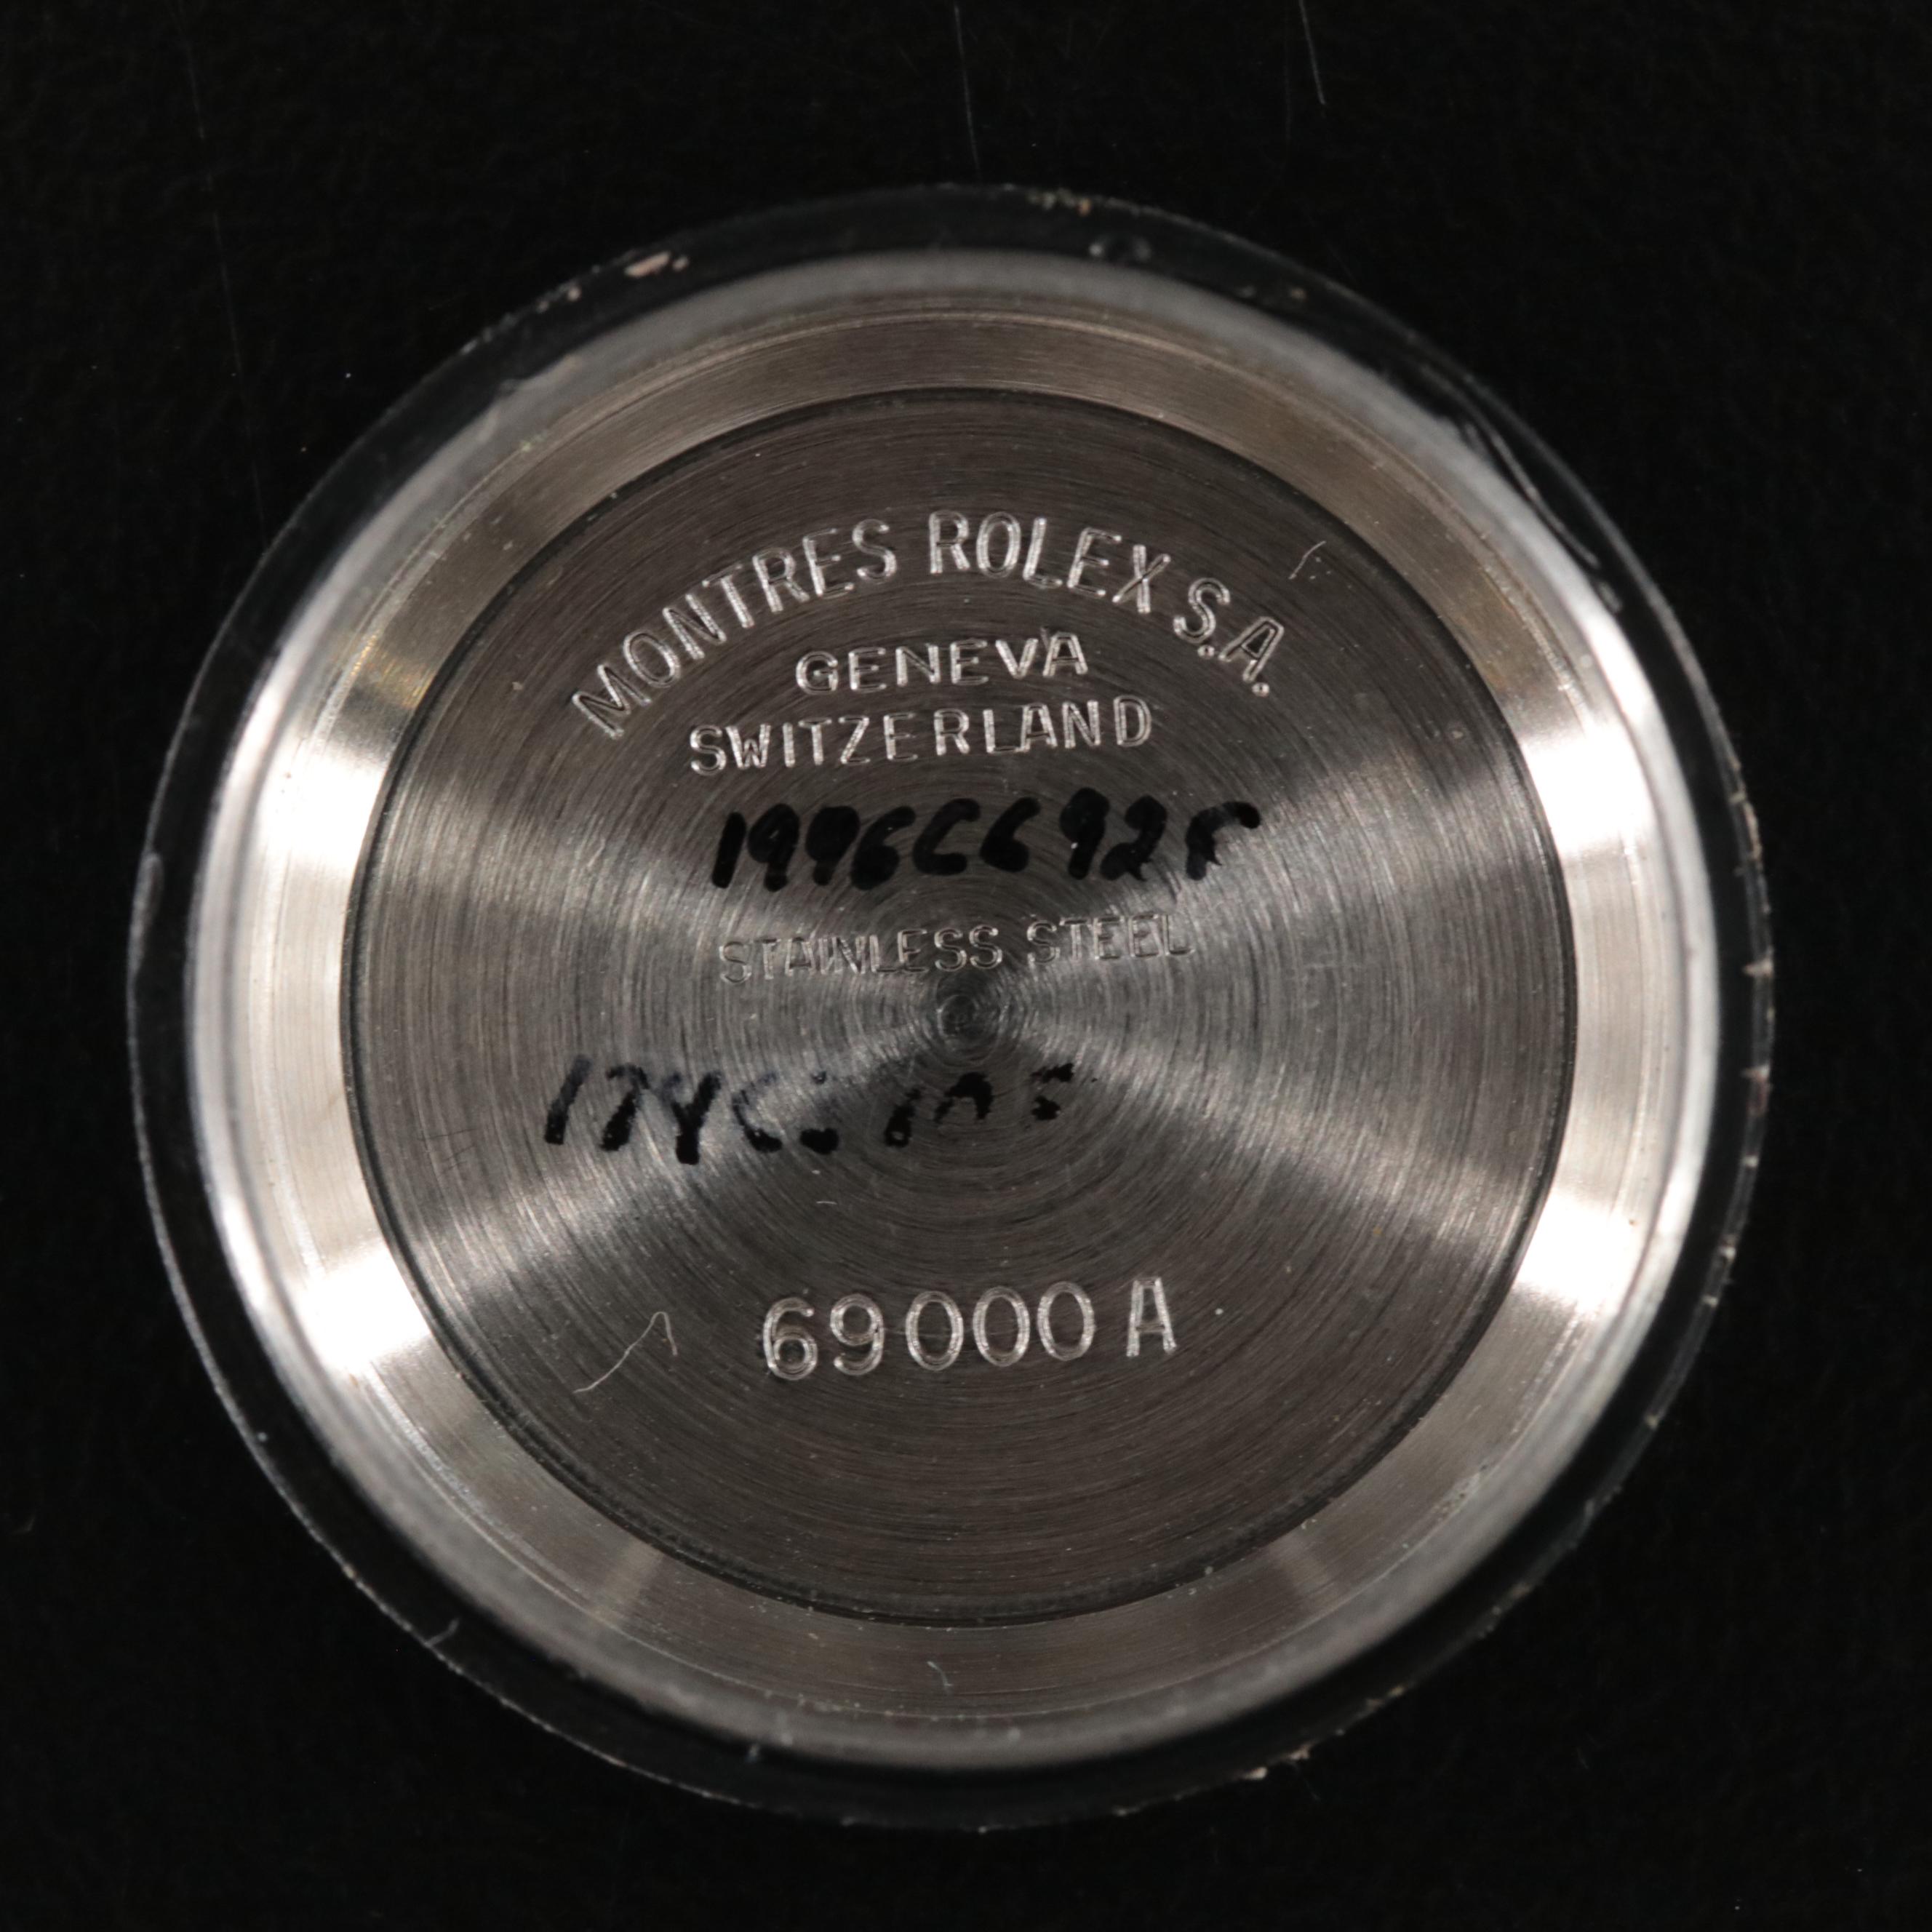 MONTRES ROLEX S.A.
GENEVA
SWITZERLAND
STAINLESS STEEL
69000 A